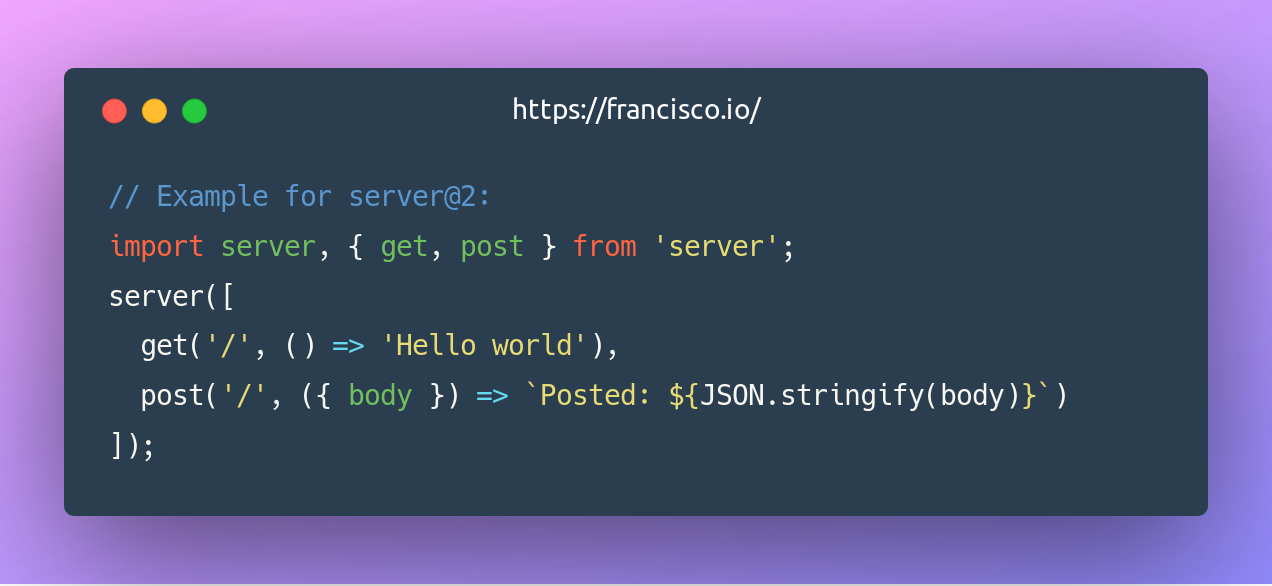 https://francisco.io/
// Example for server@2:
import server, { get, post } from 'server';
server([
  get('/', () => 'Hello world'),
  post('/', ({ body }) => `Posted: ${JSON.stringify(body)}`)
]);